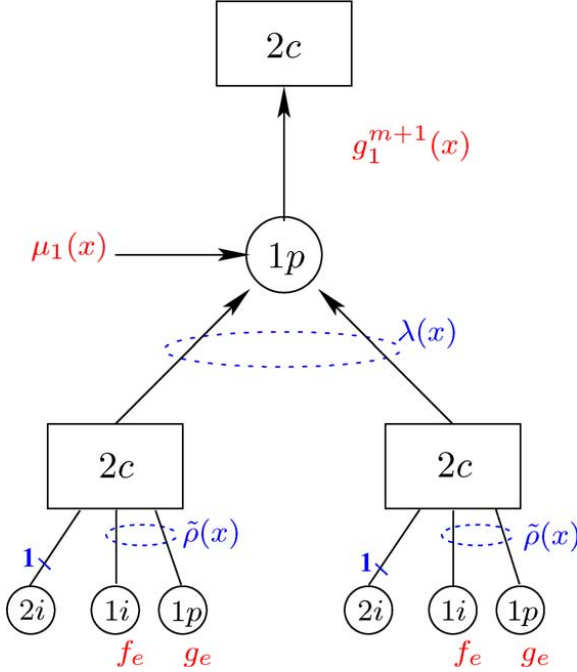 2c
g_1^{m+1}(x)
μ_1(x)
1p
λ(x)
2c 2c
ρ̃(x) ρ̃(x)
1 1
2i 1i 1p 2i 1i 1p
f_e g_e f_e g_e